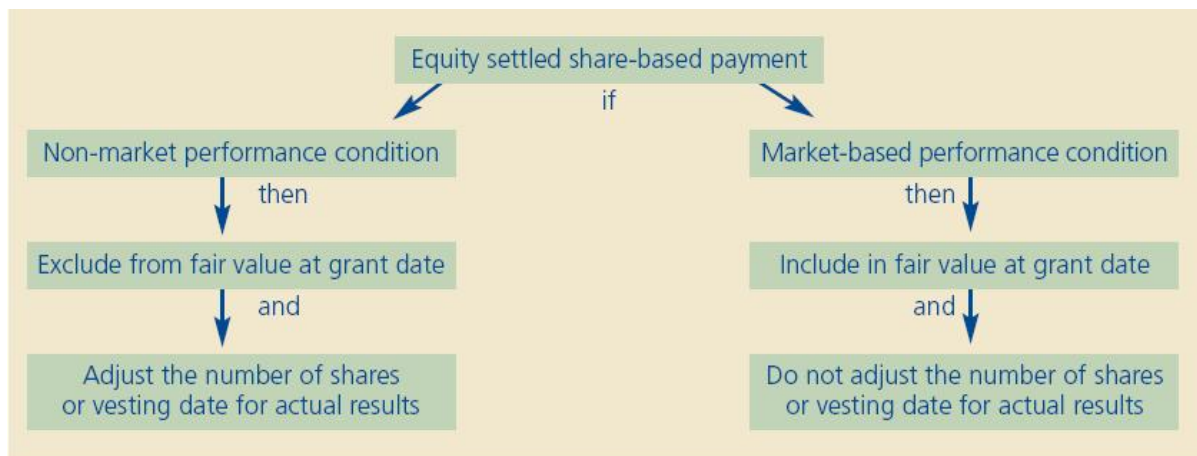 Equity settled share-based payment
if
Non-market performance condition
Market-based performance condition
then
then
Exclude from fair value at grant date
Include in fair value at grant date
and
and
Adjust the number of shares
or vesting date for actual results
Do not adjust the number of shares
or vesting date for actual results